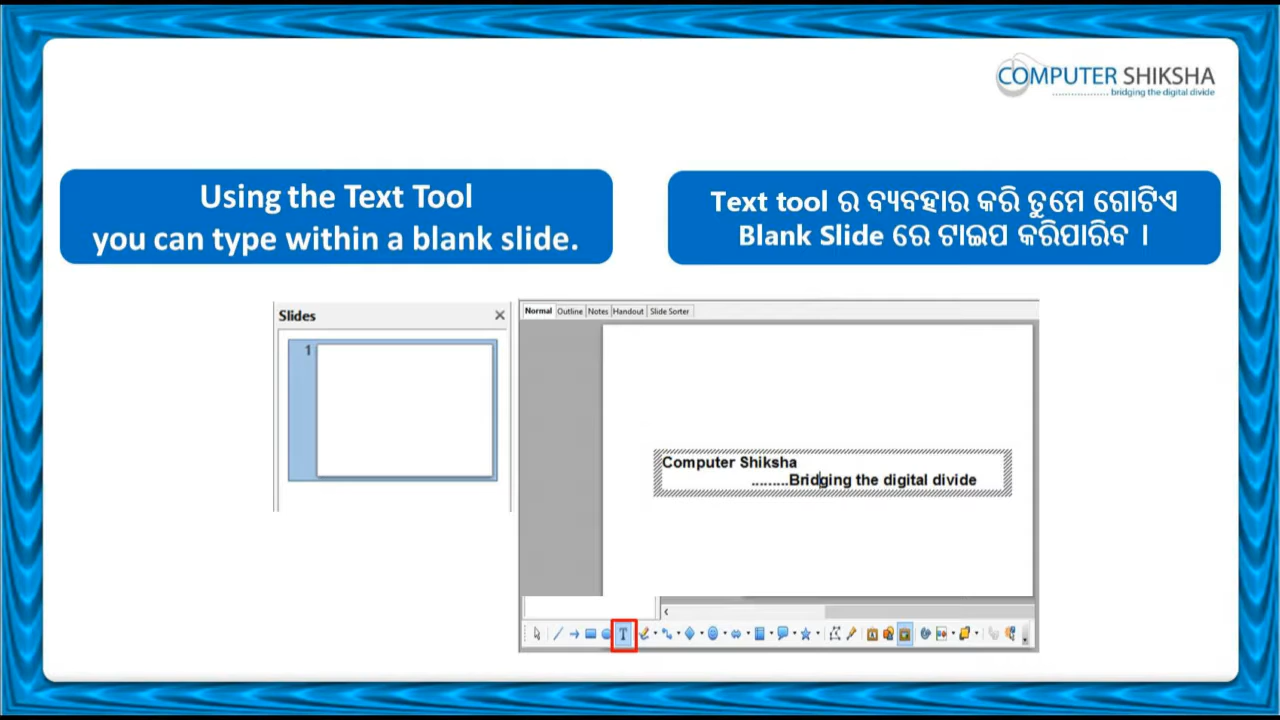 COMPUTER SHIKSHA
.................. bridging the digital divide
Using the Text Tool
you can type within a blank slide.
Text tool ର ବ୍ୟବହାର କରି ତୁମେ ଗୋଟିଏ
Blank Slide ରେ ଟାଇପ କରିପାରିବ ।
Slides
1
Normal Outline Notes Handout Slide Sorter
Computer Shiksha
.........Bridging the digital divide
T